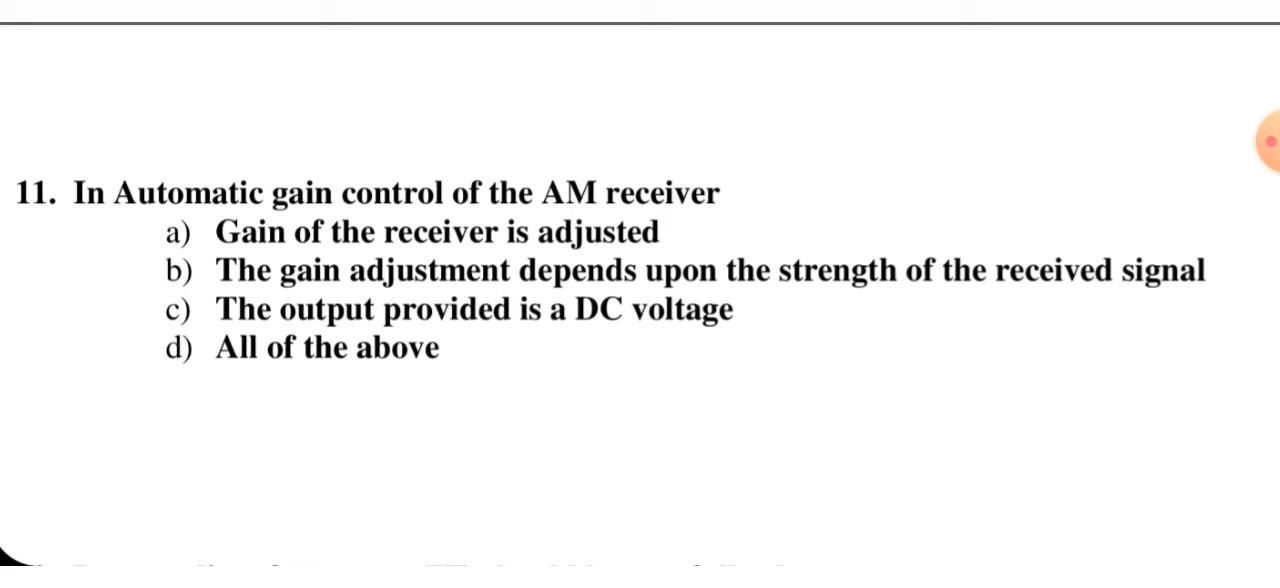 11. In Automatic gain control of the AM receiver
a) Gain of the receiver is adjusted
b) The gain adjustment depends upon the strength of the received signal
c) The output provided is a DC voltage
d) All of the above